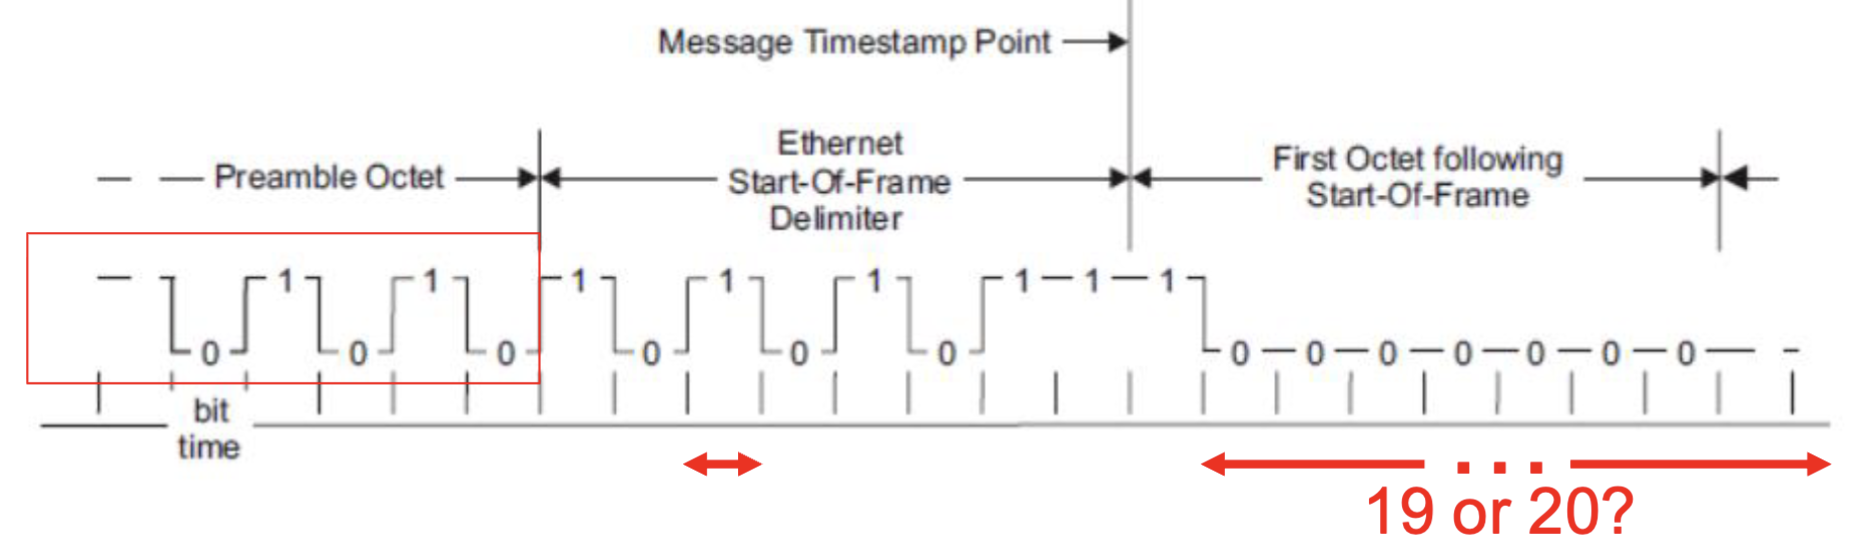 Message Timestamp Point
Preamble Octet
Ethernet
Start-Of-Frame
Delimiter
First Octet following
Start-Of-Frame
1 1 1 1 1 1 1 1
0 0 0 0 0 0 0 0 0 0 0 0 0
bit
time
19 or 20?